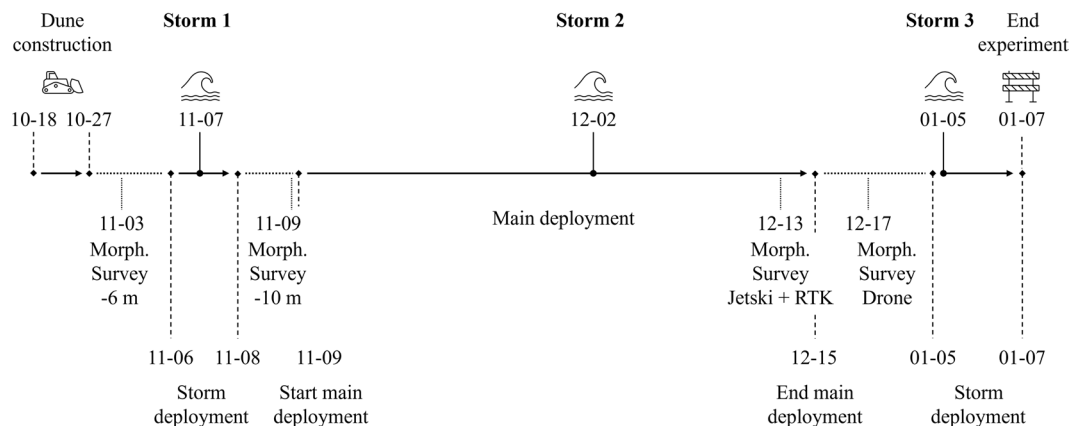 Dune
construction
Storm 1
Storm 2
Storm 3
End
experiment
10-18
10-27
11-07
12-02
01-05
01-07
11-03
Morph.
Survey
-6 m
11-09
Morph.
Survey
-10 m
Main deployment
12-13
Morph.
Survey
Jetski + RTK
12-17
Morph.
Survey
Drone
11-06
11-08
Storm
deployment
11-09
Start main
deployment
12-15
End main
deployment
01-05
01-07
Storm
deployment